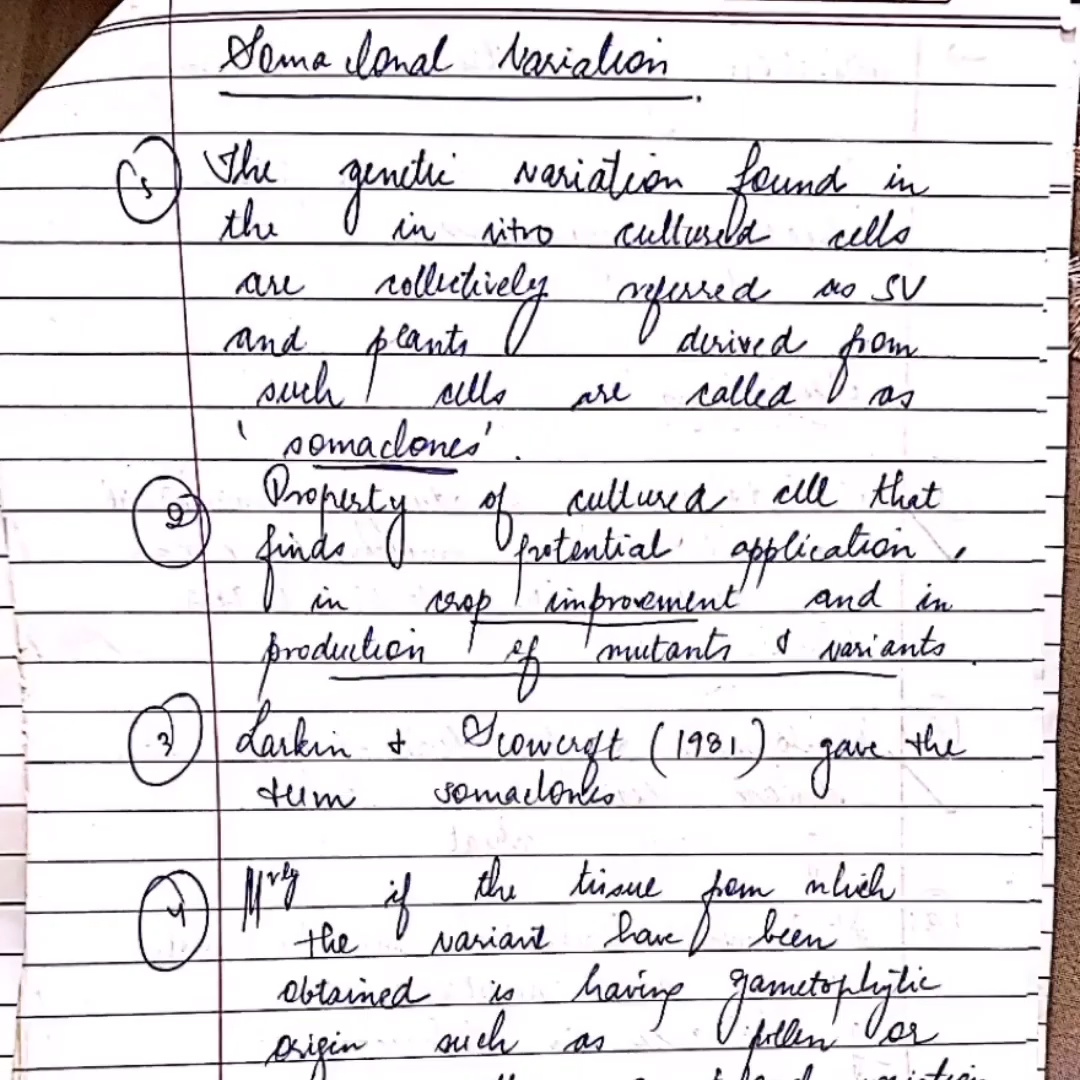 Somaclonal Variation
① The genetic variation found in
the in vitro cultured cells
are collectively referred as SV
and plants derived from
such cells are called as
'somaclones'.
② Property of cultured cell that
finds potential application
in crop improvement and in
production of mutants & variants.
③ Larkin & Scowcroft (1981) gave the
term somaclones
④ |||rly if the tissue from which
the variant have been
obtained is having gametophytic
origin such as pollen or
variation